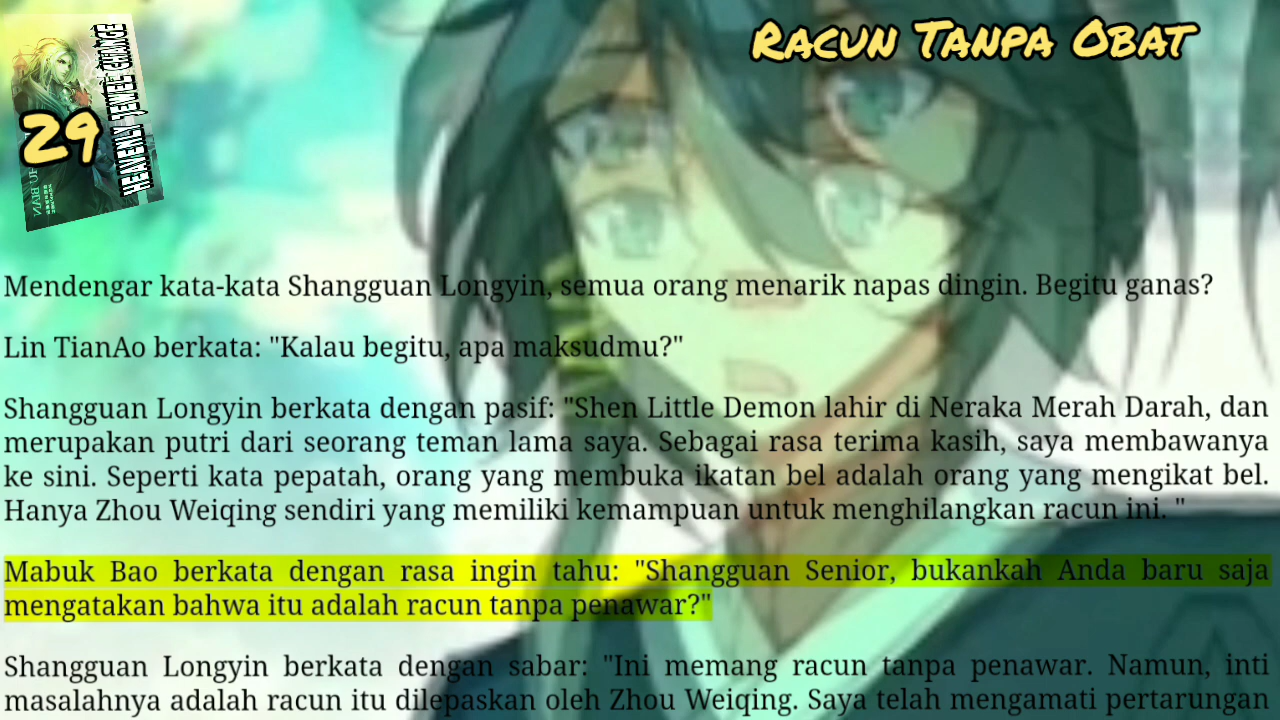 Racun Tanpa Obat
HEAVENLY JEWEL CHANGE
29
Mendengar kata-kata Shangguan Longyin, semua orang menarik napas dingin. Begitu ganas?
Lin TianAo berkata: "Kalau begitu, apa maksudmu?"
Shangguan Longyin berkata dengan pasif: "Shen Little Demon lahir di Neraka Merah Darah, dan
merupakan putri dari seorang teman lama saya. Sebagai rasa terima kasih, saya membawanya
ke sini. Seperti kata pepatah, orang yang membuka ikatan bel adalah orang yang mengikat bel.
Hanya Zhou Weiqing sendiri yang memiliki kemampuan untuk menghilangkan racun ini. "
Mabuk Bao berkata dengan rasa ingin tahu: "Shangguan Senior, bukankah Anda baru saja
mengatakan bahwa itu adalah racun tanpa penawar?"
Shangguan Longyin berkata dengan sabar: "Ini memang racun tanpa penawar. Namun, inti
masalahnya adalah racun itu dilepaskan oleh Zhou Weiqing. Saya telah mengamati pertarungan